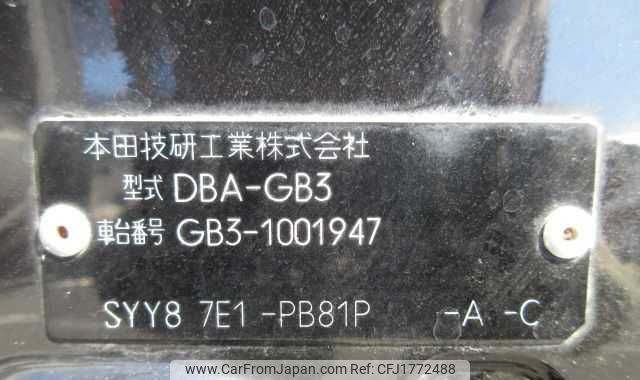 本田技研工業株式会社
型式 DBA-GB3
車台番号 GB3-1001947
SYY8 7E1 -PB81P -A -C
www.CarFromJapan.com Ref:CFJ1772488